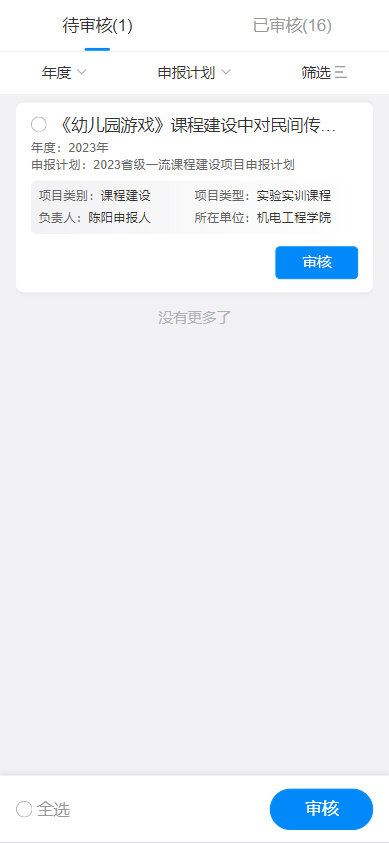 待审核(1) 已审核(16)
年度 申报计划 筛选
《幼儿园游戏》课程建设中对民间传...
年度：2023年
申报计划：2023省级一流课程建设项目申报计划
项目类别：课程建设 项目类型：实验实训课程
负责人：陈阳申报人 所在单位：机电工程学院
审核
没有更多了
全选 审核